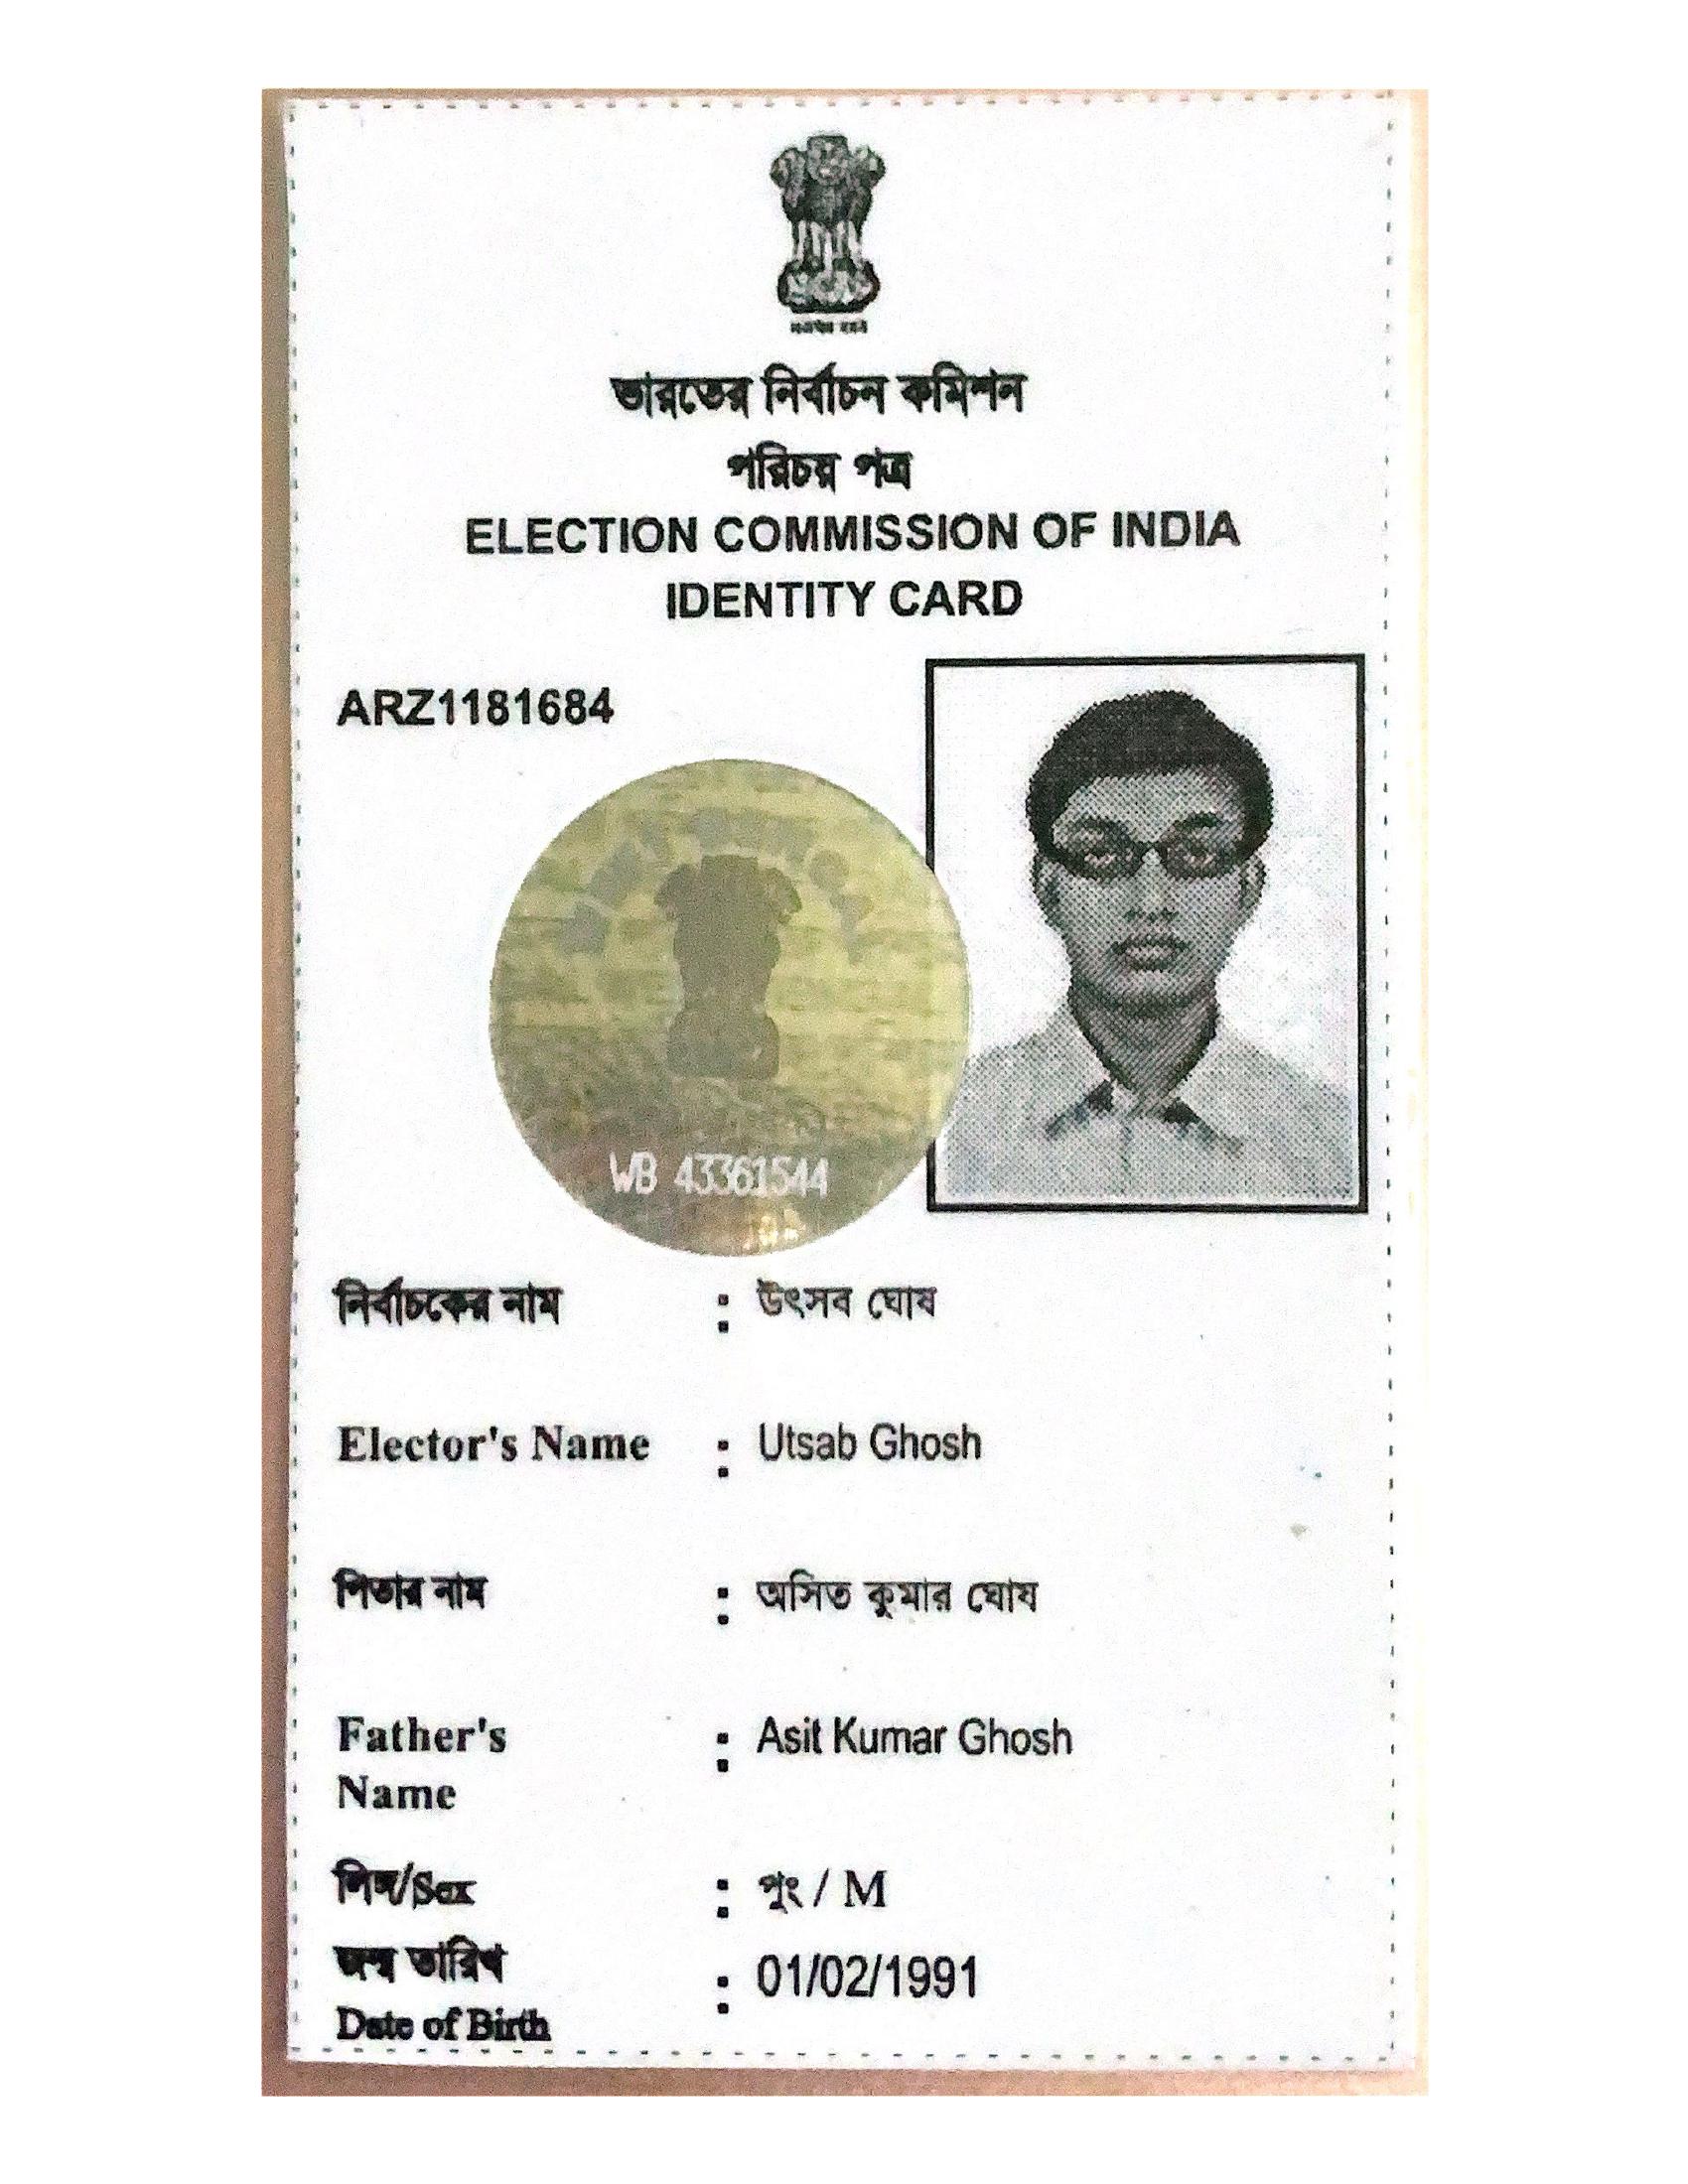 ভারতের নির্বাচন কমিশন
পরিচয় পত্র
ELECTION COMMISSION OF INDIA
IDENTITY CARD
ARZ1181684
WB 43361544
নির্বাচকের নাম : উৎসব ঘোষ
Elector's Name : Utsab Ghosh
পিতার নাম : অসিত কুমার ঘোষ
Father's : Asit Kumar Ghosh
Name
লিঙ্গ/Sex : পুং / M
জন্ম তারিখ : 01/02/1991
Date of Birth